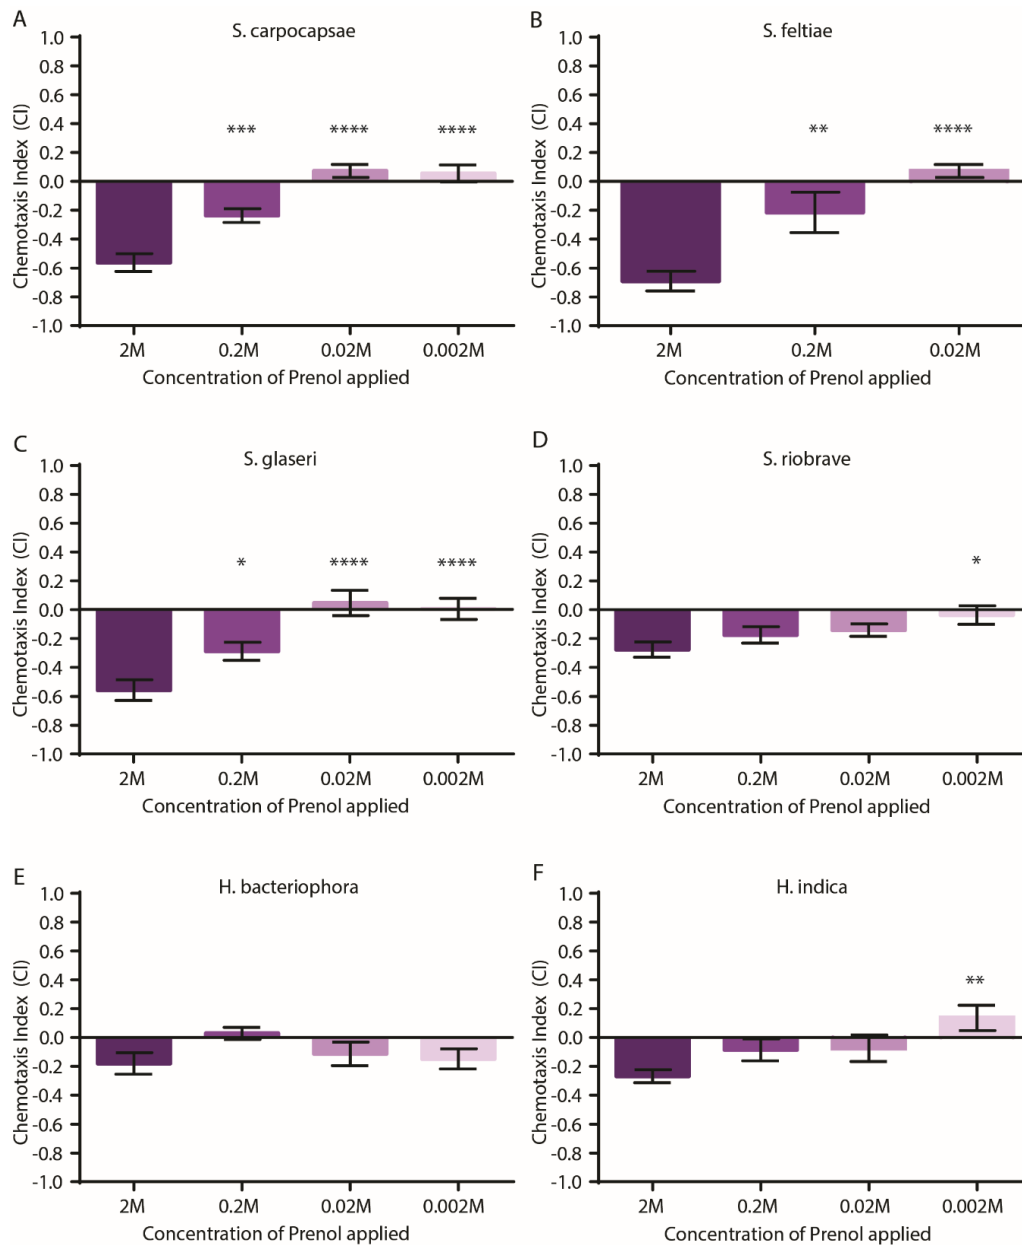 A
S. carpocapsae
1.0
0.8
0.6
0.4
0.2
0.0
-0.2
-0.4
-0.6
-0.8
-1.0
Chemotaxis Index (CI)
*** **** ****
2M 0.2M 0.02M 0.002M
Concentration of Prenol applied
B
S. feltiae
1.0
0.8
0.6
0.4
0.2
0.0
-0.2
-0.4
-0.6
-0.8
-1.0
Chemotaxis Index (CI)
** ****
2M 0.2M 0.02M
Concentration of Prenol applied
C
S. glaseri
1.0
0.8
0.6
0.4
0.2
0.0
-0.2
-0.4
-0.6
-0.8
-1.0
Chemotaxis Index (CI)
* **** ****
2M 0.2M 0.02M 0.002M
Concentration of Prenol applied
D
S. riobrave
1.0
0.8
0.6
0.4
0.2
0.0
-0.2
-0.4
-0.6
-0.8
-1.0
Chemotaxis Index (CI)
*
2M 0.2M 0.02M 0.002M
Concentration of Prenol applied
E
H. bacteriophora
1.0
0.8
0.6
0.4
0.2
0.0
-0.2
-0.4
-0.6
-0.8
-1.0
Chemotaxis Index (CI)
2M 0.2M 0.02M 0.002M
Concentration of Prenol applied
F
H. indica
1.0
0.8
0.6
0.4
0.2
0.0
-0.2
-0.4
-0.6
-0.8
-1.0
Chemotaxis Index (CI)
**
2M 0.2M 0.02M 0.002M
Concentration of Prenol applied